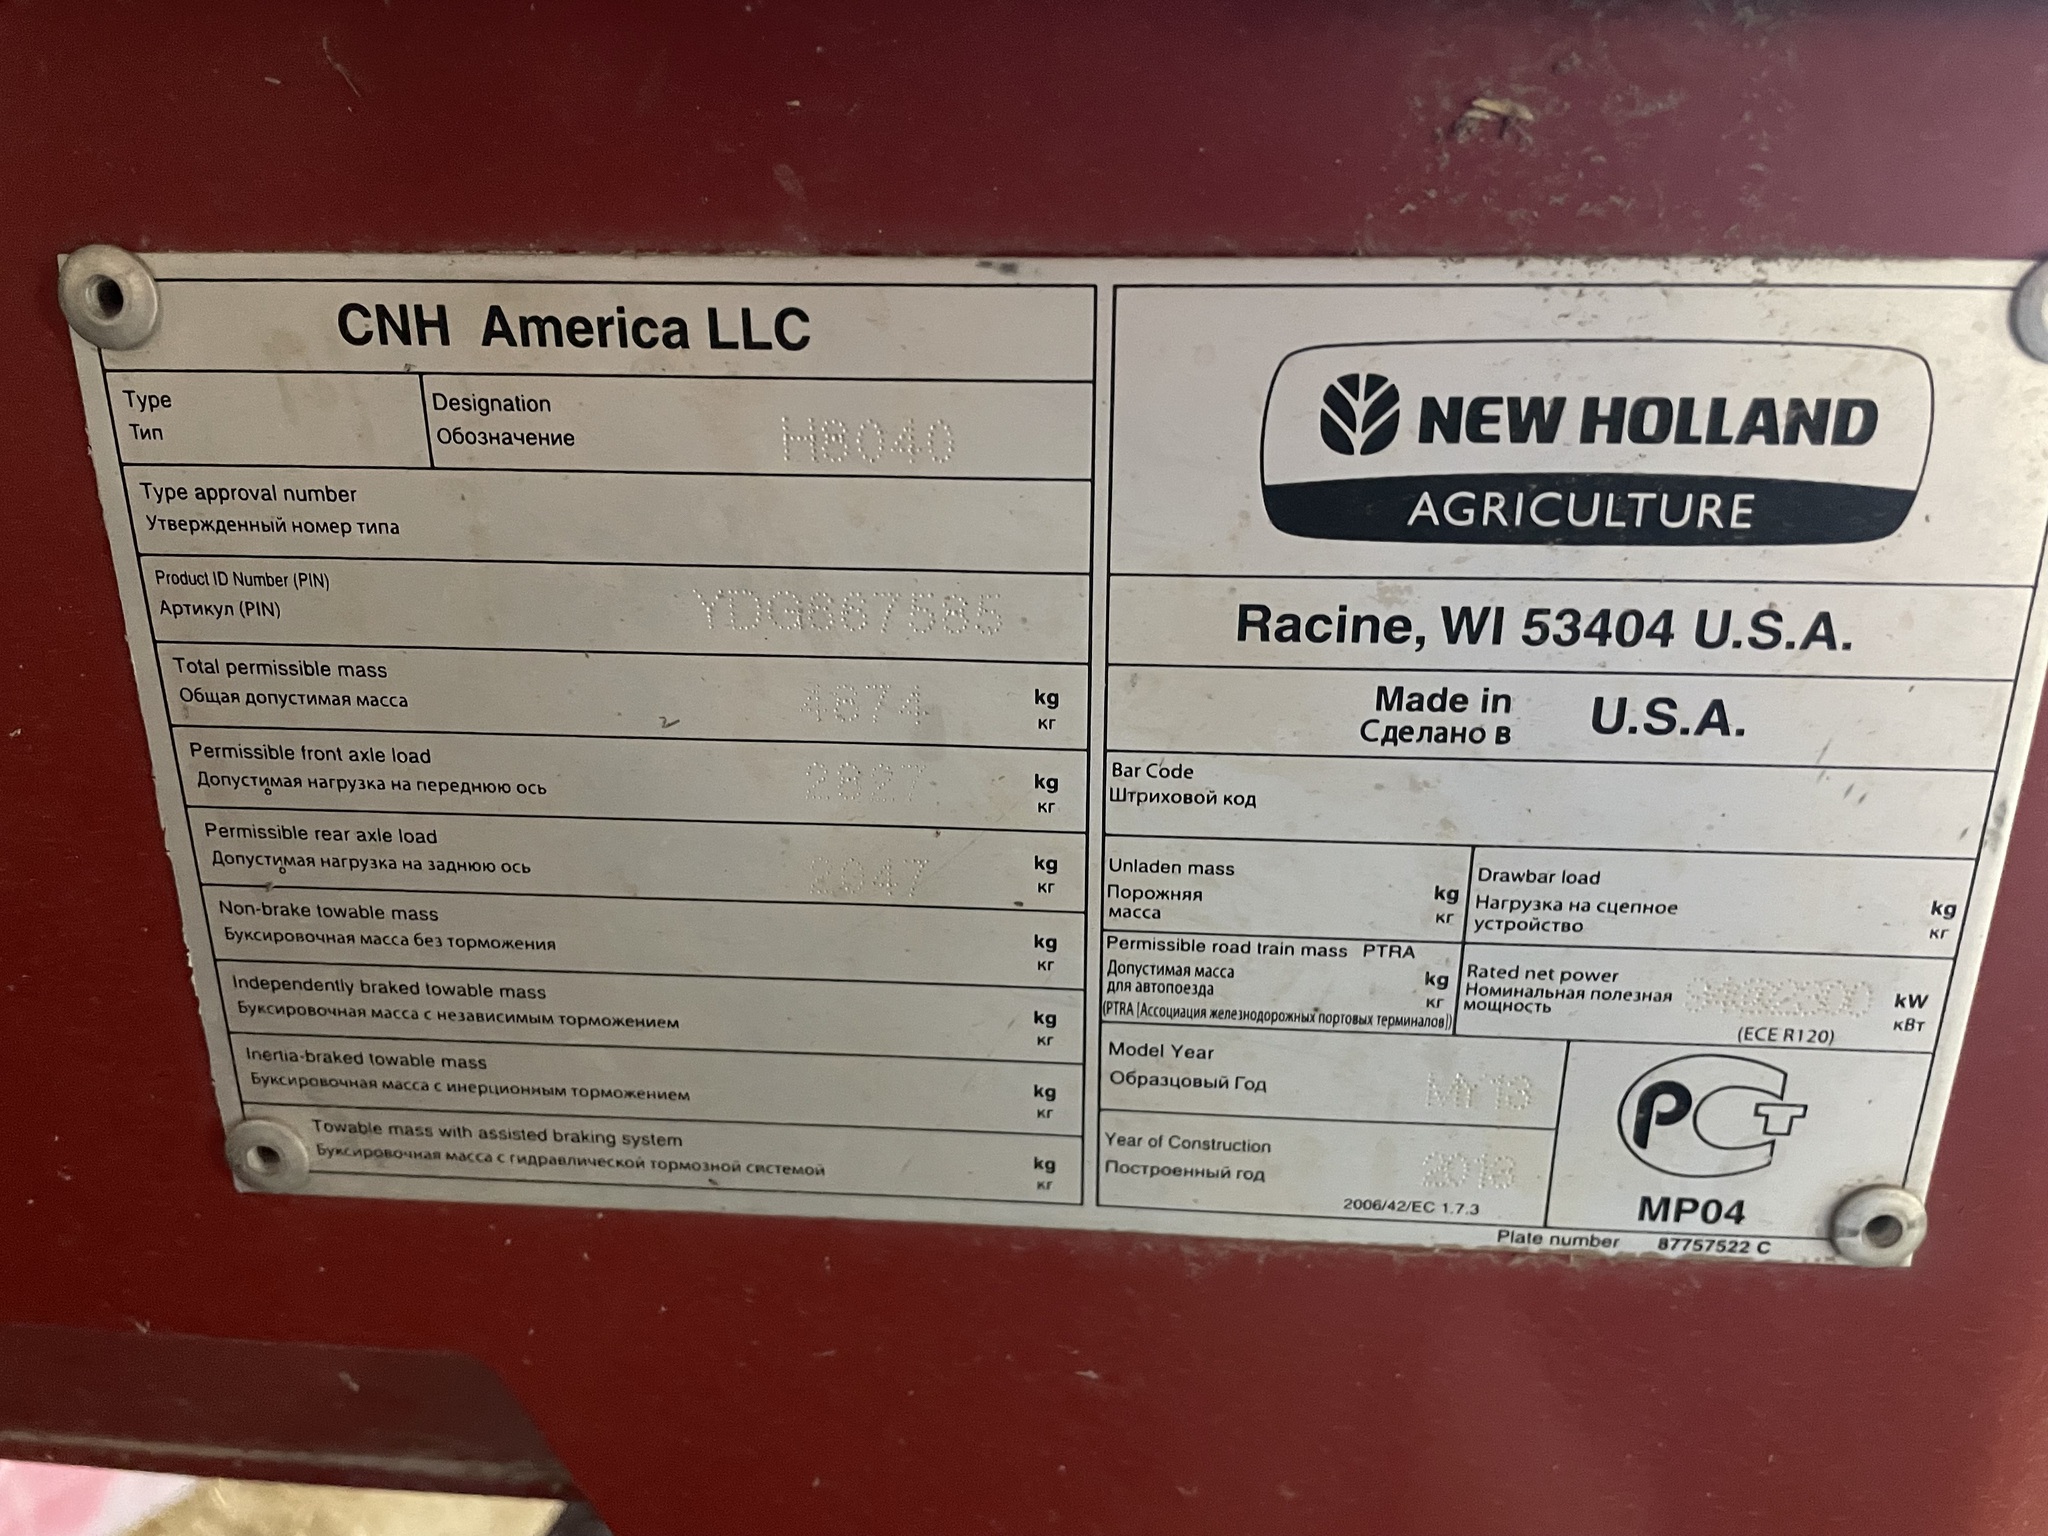 CNH America LLC
Type
Тип
Designation
Обозначение
H8040
Type approval number
Утвержденный номер типа
Product ID Number (PIN)
Артикул (PIN)
YDG667585
Total permissible mass
Общая допустимая масса
4874
kg
кг
Permissible front axle load
Допустимая нагрузка на переднюю ось
2827
kg
кг
Permissible rear axle load
Допустимая нагрузка на заднюю ось
2047
kg
кг
Non-brake towable mass
Буксировочная масса без торможения
kg
кг
Independently braked towable mass
Буксировочная масса с независимым торможением
kg
кг
Inertia-braked towable mass
Буксировочная масса с инерционным торможением
kg
кг
Towable mass with assisted braking system
Буксировочная масса с гидравлической тормозной системой
kg
кг
NEW HOLLAND
AGRICULTURE
Racine, WI 53404 U.S.A.
Made in
Сделано в
U.S.A.
Bar Code
Штриховой код
Unladen mass
Порожняя
масса
kg
кг
Drawbar load
Нагрузка на сцепное
устройство
kg
кг
Permissible road train mass PTRA
Допустимая масса
для автопоезда
kg
кг
(PTRA [Ассоциация железнодорожных портовых терминалов])
Rated net power
Номинальная полезная
мощность
kW
кВт
(ECE R120)
Model Year
Образцовый Год
MY13
Year of Construction
Построенный год
2013
2006/42/EC 1.7.3
РСТ
MP04
Plate number 87757522 C